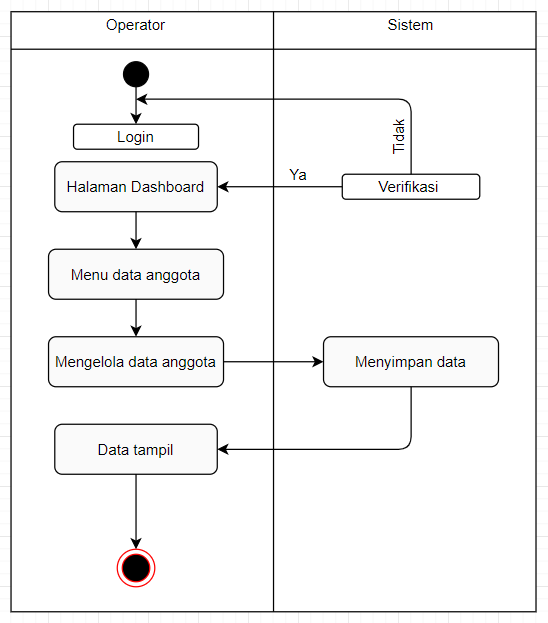 Operator
Sistem
Login
Tidak
Halaman Dashboard
Ya
Verifikasi
Menu data anggota
Mengelola data anggota
Menyimpan data
Data tampil